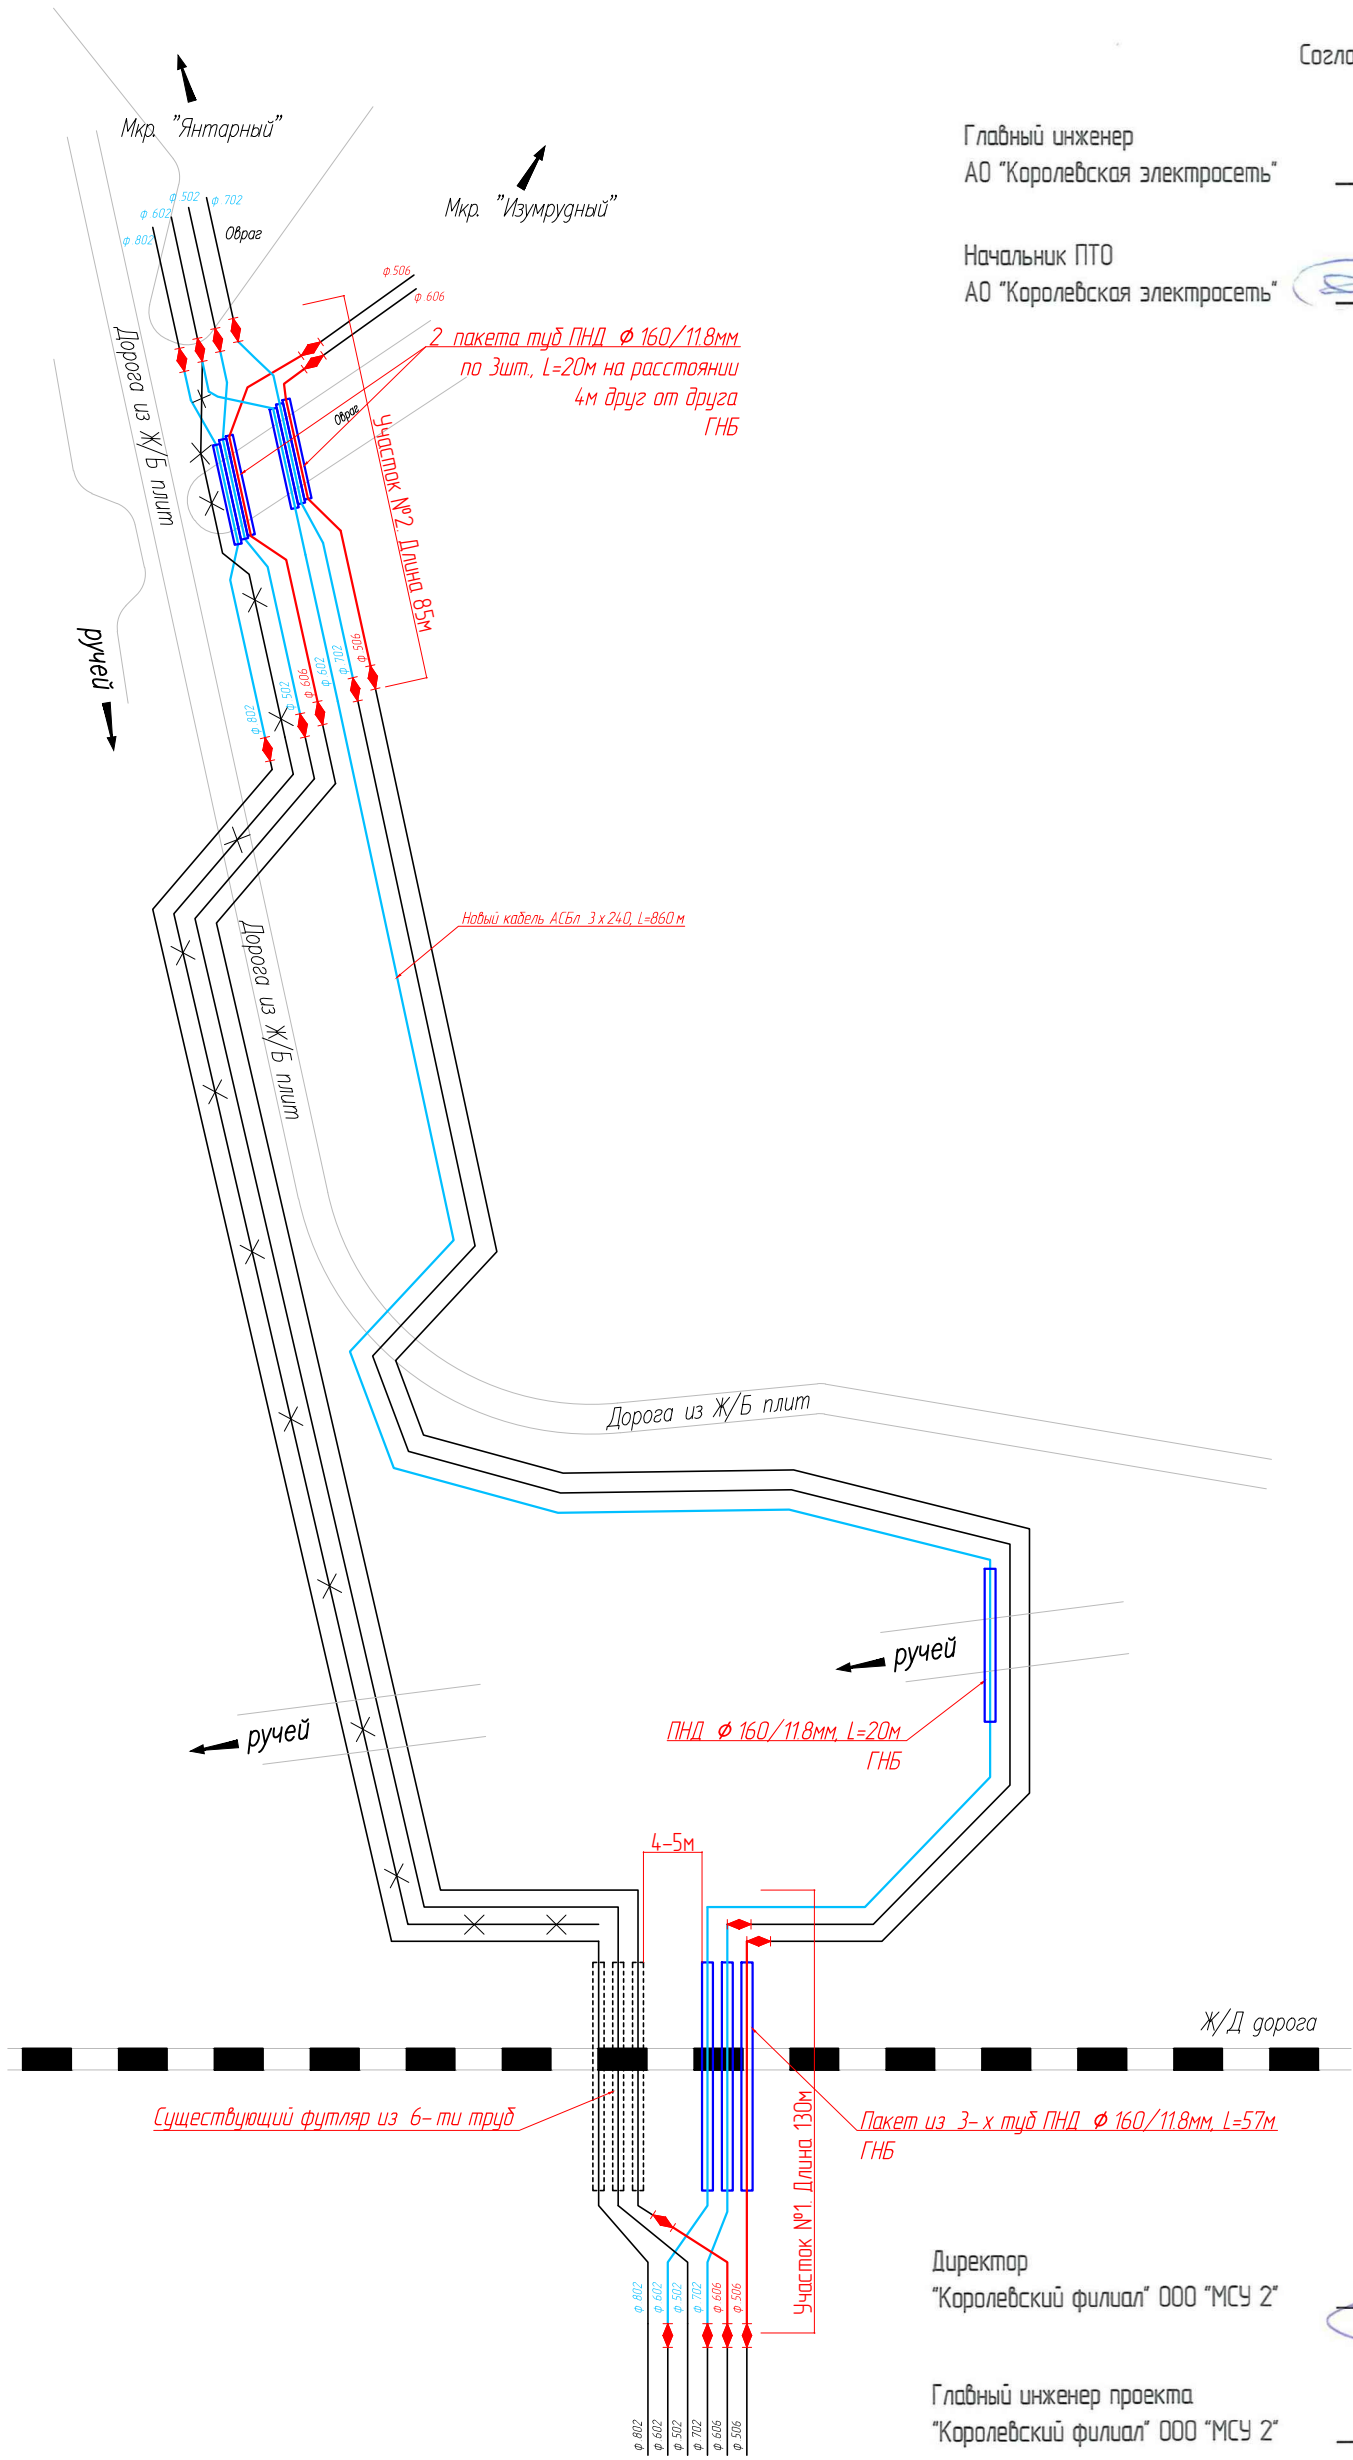 Согла
Главный инженер
АО "Королевская электросеть"
Начальник ПТО
АО "Королевская электросеть"
Мкр. "Янтарный"
Мкр. "Изумрудный"
ф 502
ф 702
ф 602
ф 802
Овраг
ф 506
ф 606
2 пакета туб ПНД ϕ 160/11.8мм
по 3шт., L=20м на расстоянии
4м друг от друга
ГНБ
Овраг
Дорога из Ж/Б плит
Участок №2. Длина 85м
ручей
ф 802
ф 502
ф 606
ф 602
ф 702
ф 506
Новый кабель АСБл 3 х 240, L=860 м
Дорога из Ж/Б плит
Дорога из Ж/Б плит
ручей
ручей
ПНД ϕ 160/11.8мм, L=20м
ГНБ
4-5м
Ж/Д дорога
Существующий футляр из 6- ти труб
Пакет из 3- х туб ПНД ϕ 160/11.8мм, L=57м
ГНБ
Участок №1. Длина 130м
ф 802
ф 602
ф 502
ф 702
ф 606
ф 506
Директор
"Королевский филиал" ООО "МСУ 2"
Главный инженер проекта
"Королевский филиал" ООО "МСУ 2"
ф 802
ф 602
ф 502
ф 702
ф 606
ф 506